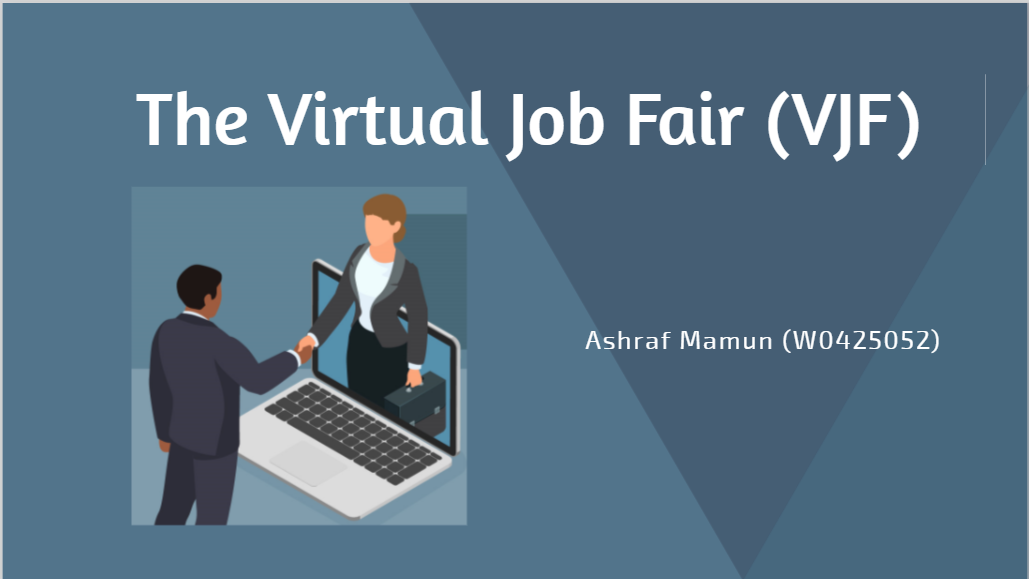 The Virtual Job Fair (VJF)
Ashraf Mamun (W0425052)